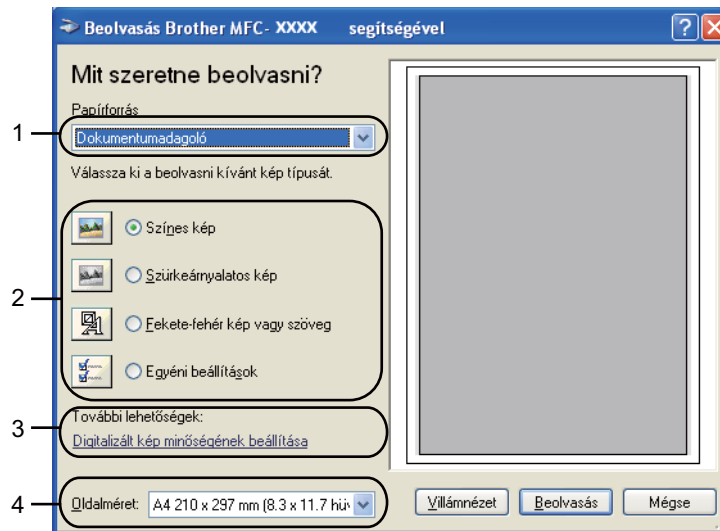 Beolvasás Brother MFC- XXXX segítségével
Mit szeretne beolvasni?
Papírforrás
1
Dokumentumadagoló
Válassza ki a beolvasni kívánt kép típusát.
2
Színes kép
Szürkeárnyalatos kép
Fekete-fehér kép vagy szöveg
Egyéni beállítások
3
További lehetőségek:
Digitalizált kép minőségének beállítása
4
Oldalméret: A4 210 x 297 mm (8.3 x 11.7 hüv
Villámnézet Beolvasás Mégse